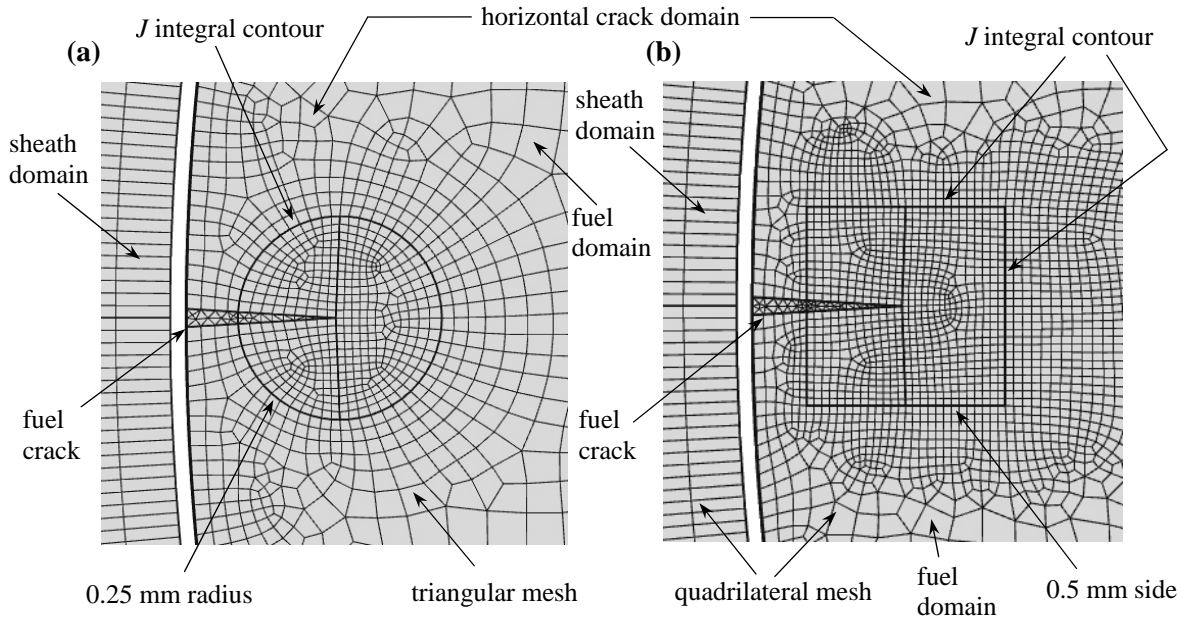 horizontal crack domain
J integral contour
(a)
sheath
domain
fuel
domain
fuel
crack
0.25 mm radius
triangular mesh
(b)
J integral contour
sheath
domain
fuel
crack
quadrilateral mesh
fuel
domain
0.5 mm side